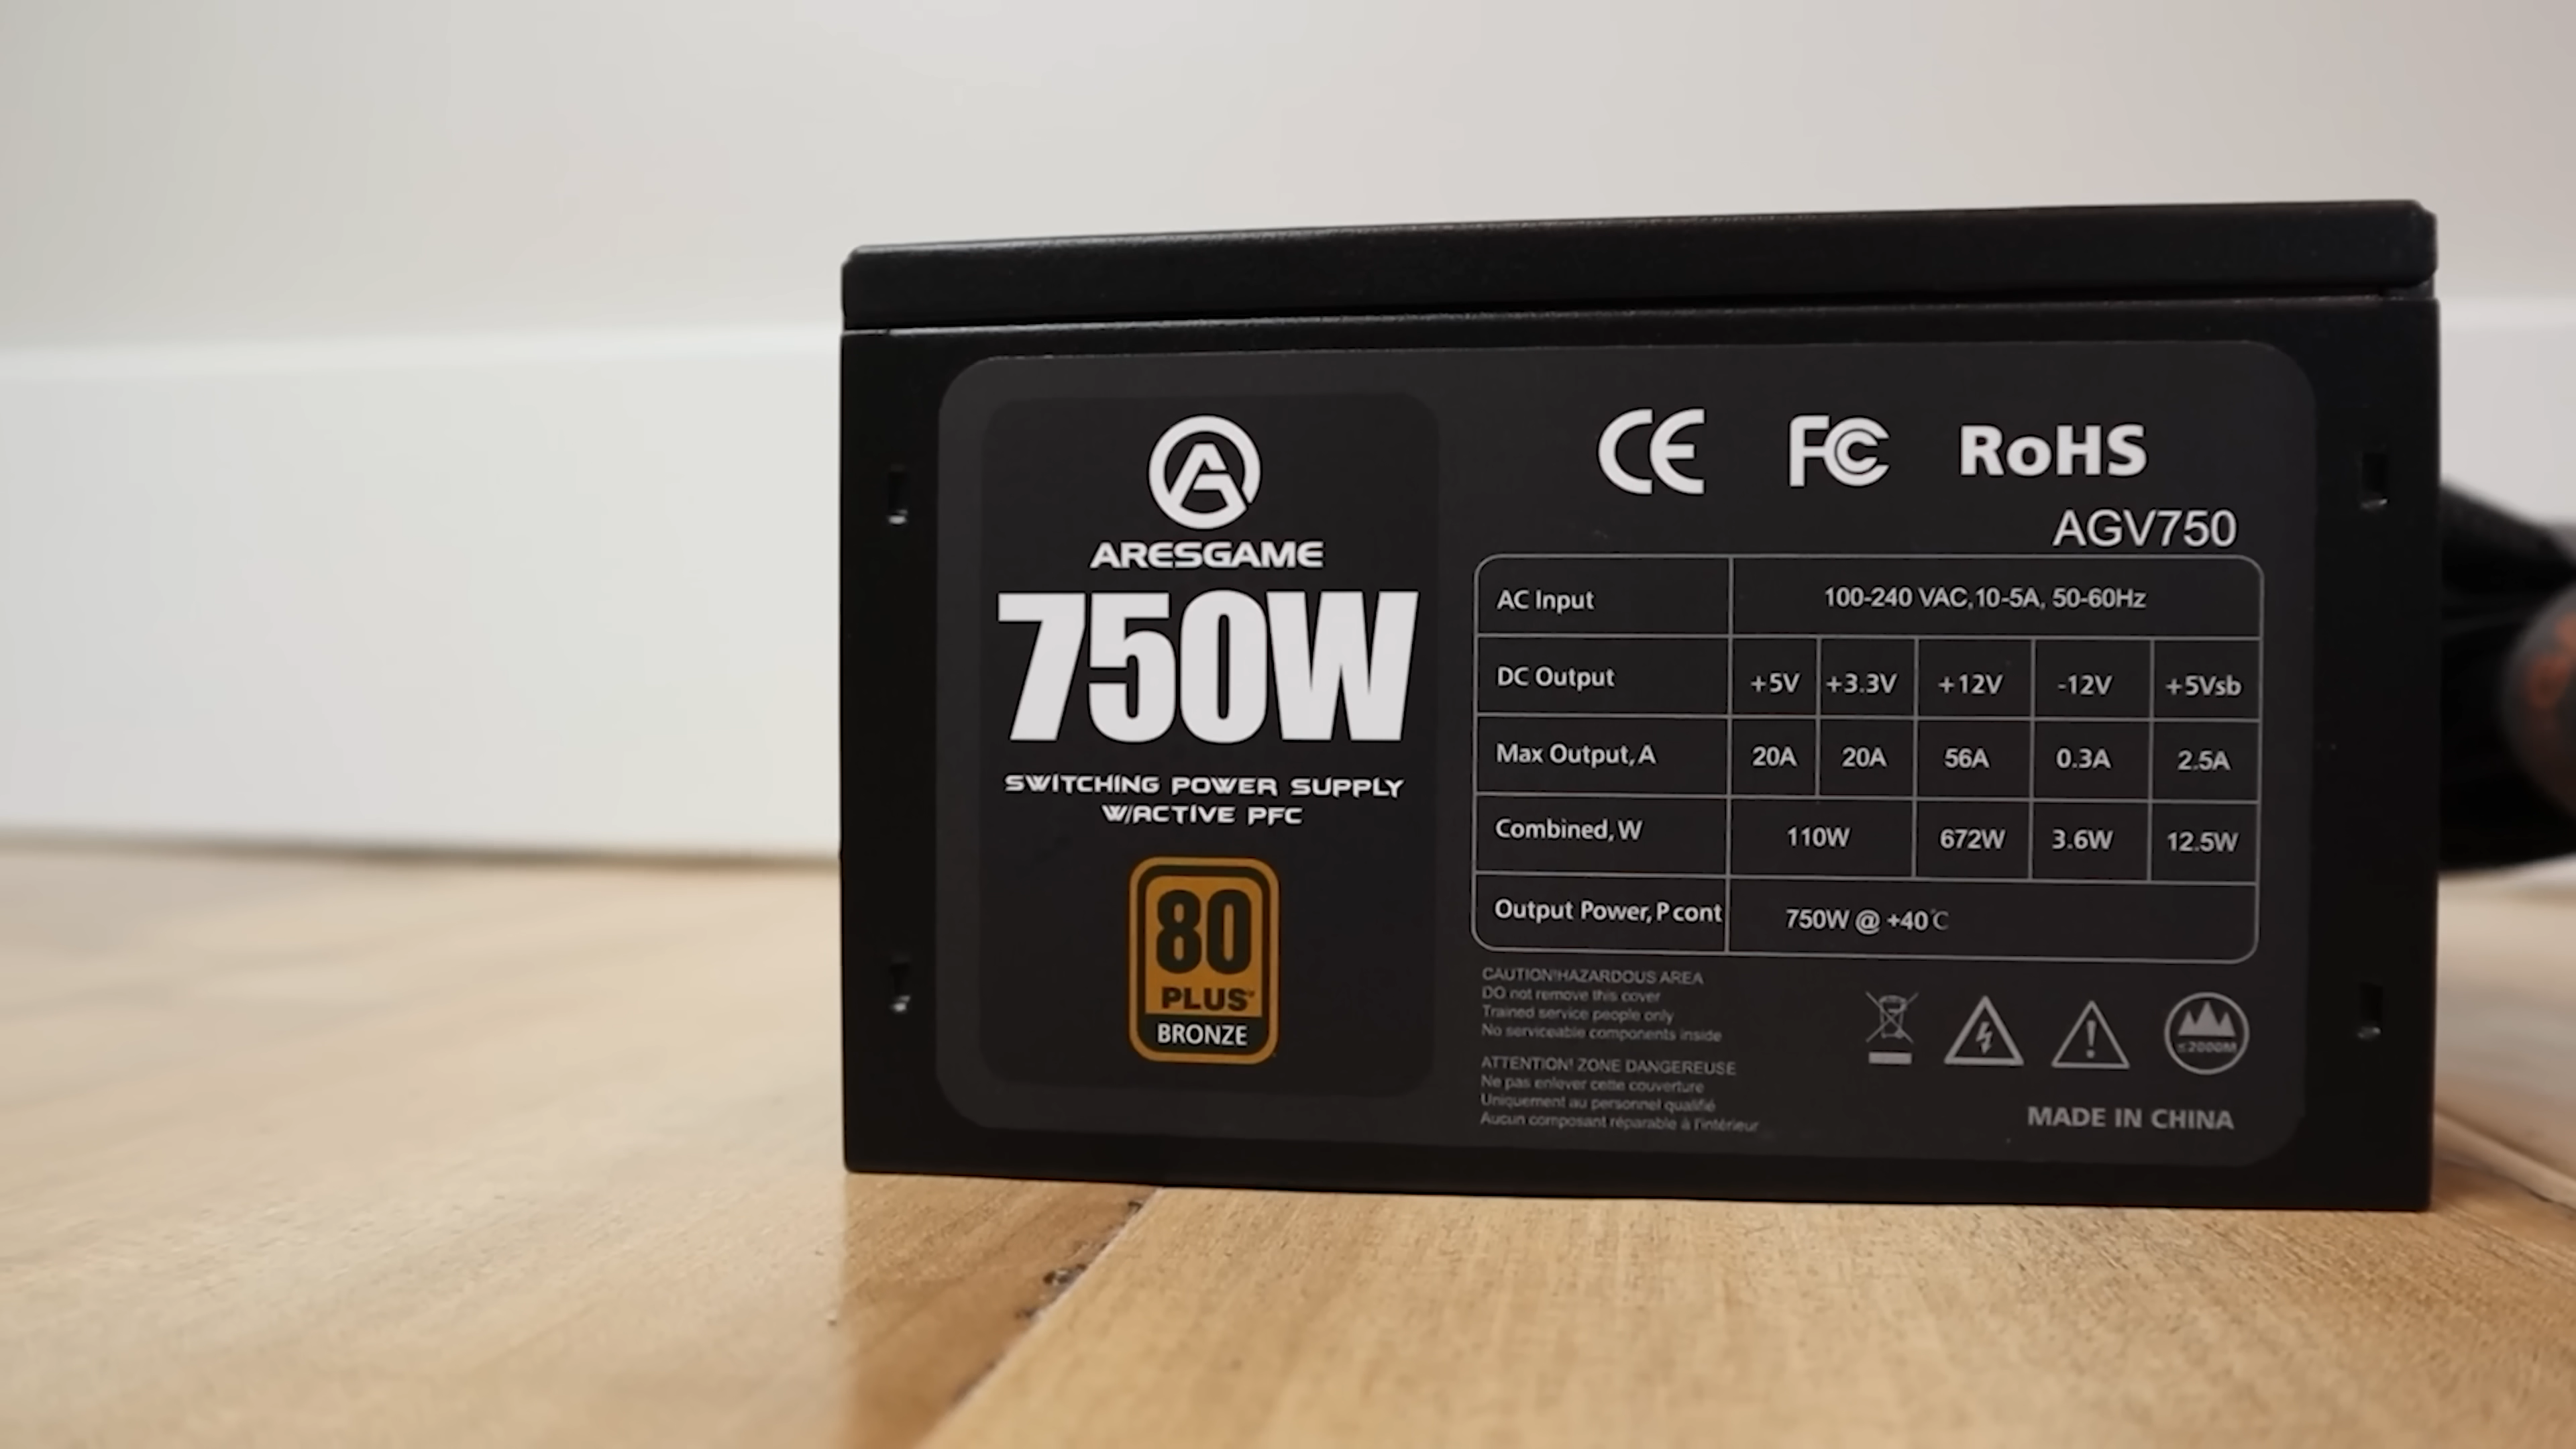 ARESGAME
750W
SWITCHING POWER SUPPLY
W/ACTIVE PFC
80
PLUS
BRONZE
CE FC RoHS
AGV750
AC Input 100-240 VAC,10-5A, 50-60Hz
DC Output +5V +3.3V +12V -12V +5Vsb
Max Output, A 20A 20A 56A 0.3A 2.5A
Combined, W 110W 672W 3.6W 12.5W
Output Power, P cont 750W @ +40°C
CAUTION!HAZARDOUS AREA
DO not remove this cover
Trained service people only
No serviceable components inside
ATTENTION! ZONE DANGEREUSE
Ne pas enlever cette couverture
Uniquement au personnel qualifié
Aucun composant réparable à l'intérieur
≤2000M
MADE IN CHINA